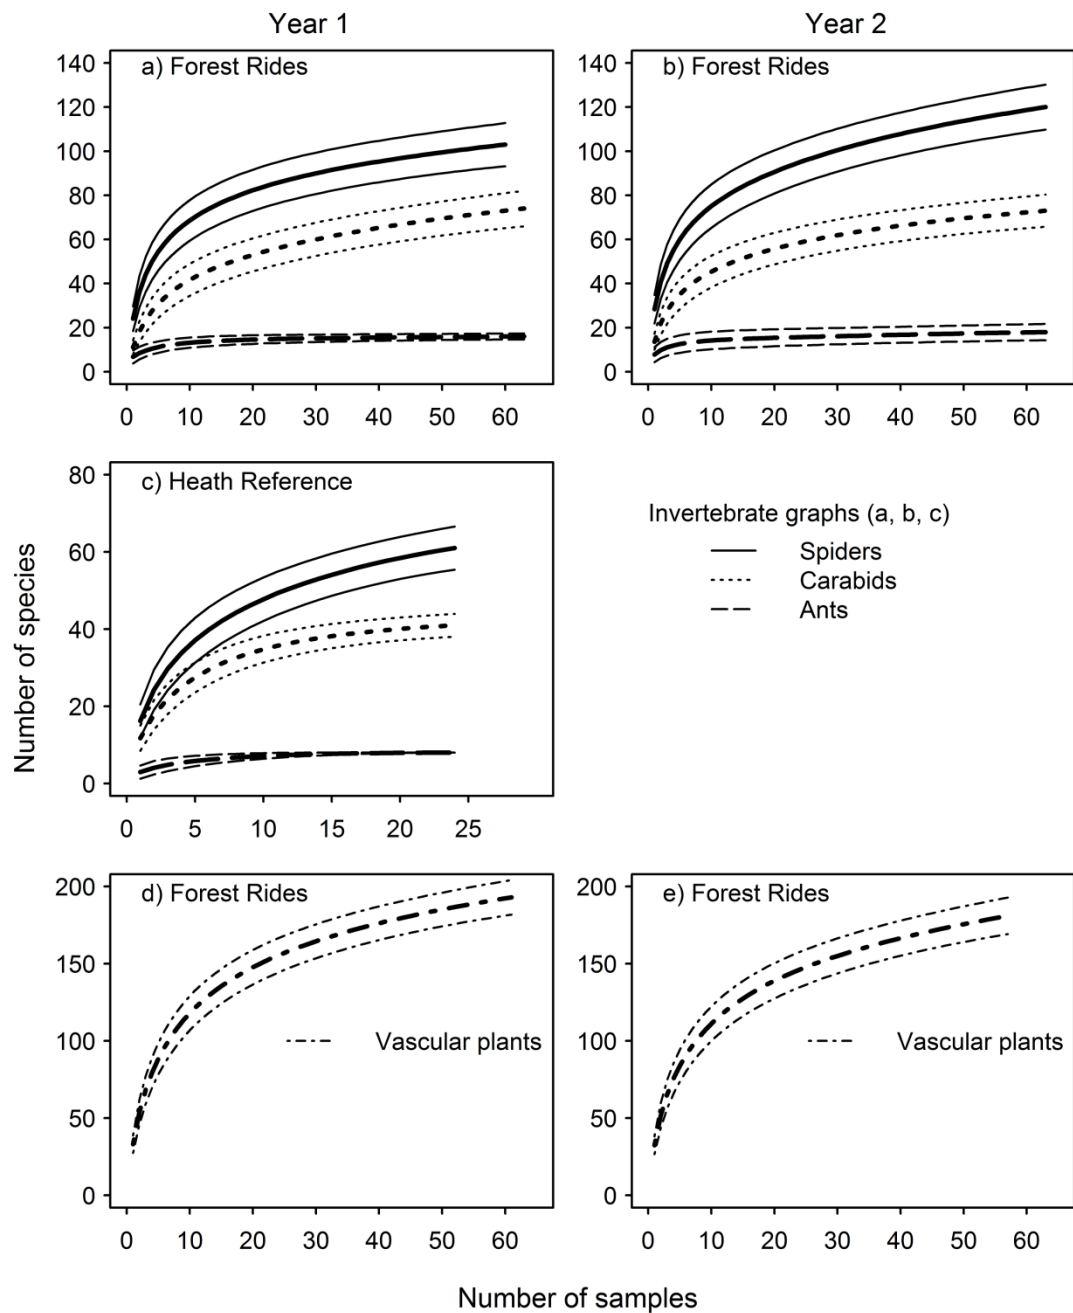 Year 1
Year 2
a) Forest Rides
140
120
100
80
60
40
20
0
0 10 20 30 40 50 60
b) Forest Rides
140
120
100
80
60
40
20
0
0 10 20 30 40 50 60
c) Heath Reference
80
60
40
20
0
0 5 10 15 20 25
Invertebrate graphs (a, b, c)
Spiders
Carabids
Ants
Number of species
d) Forest Rides
200
150
100
50
0
Vascular plants
0 10 20 30 40 50 60
e) Forest Rides
200
150
100
50
0
Vascular plants
0 10 20 30 40 50 60
Number of samples